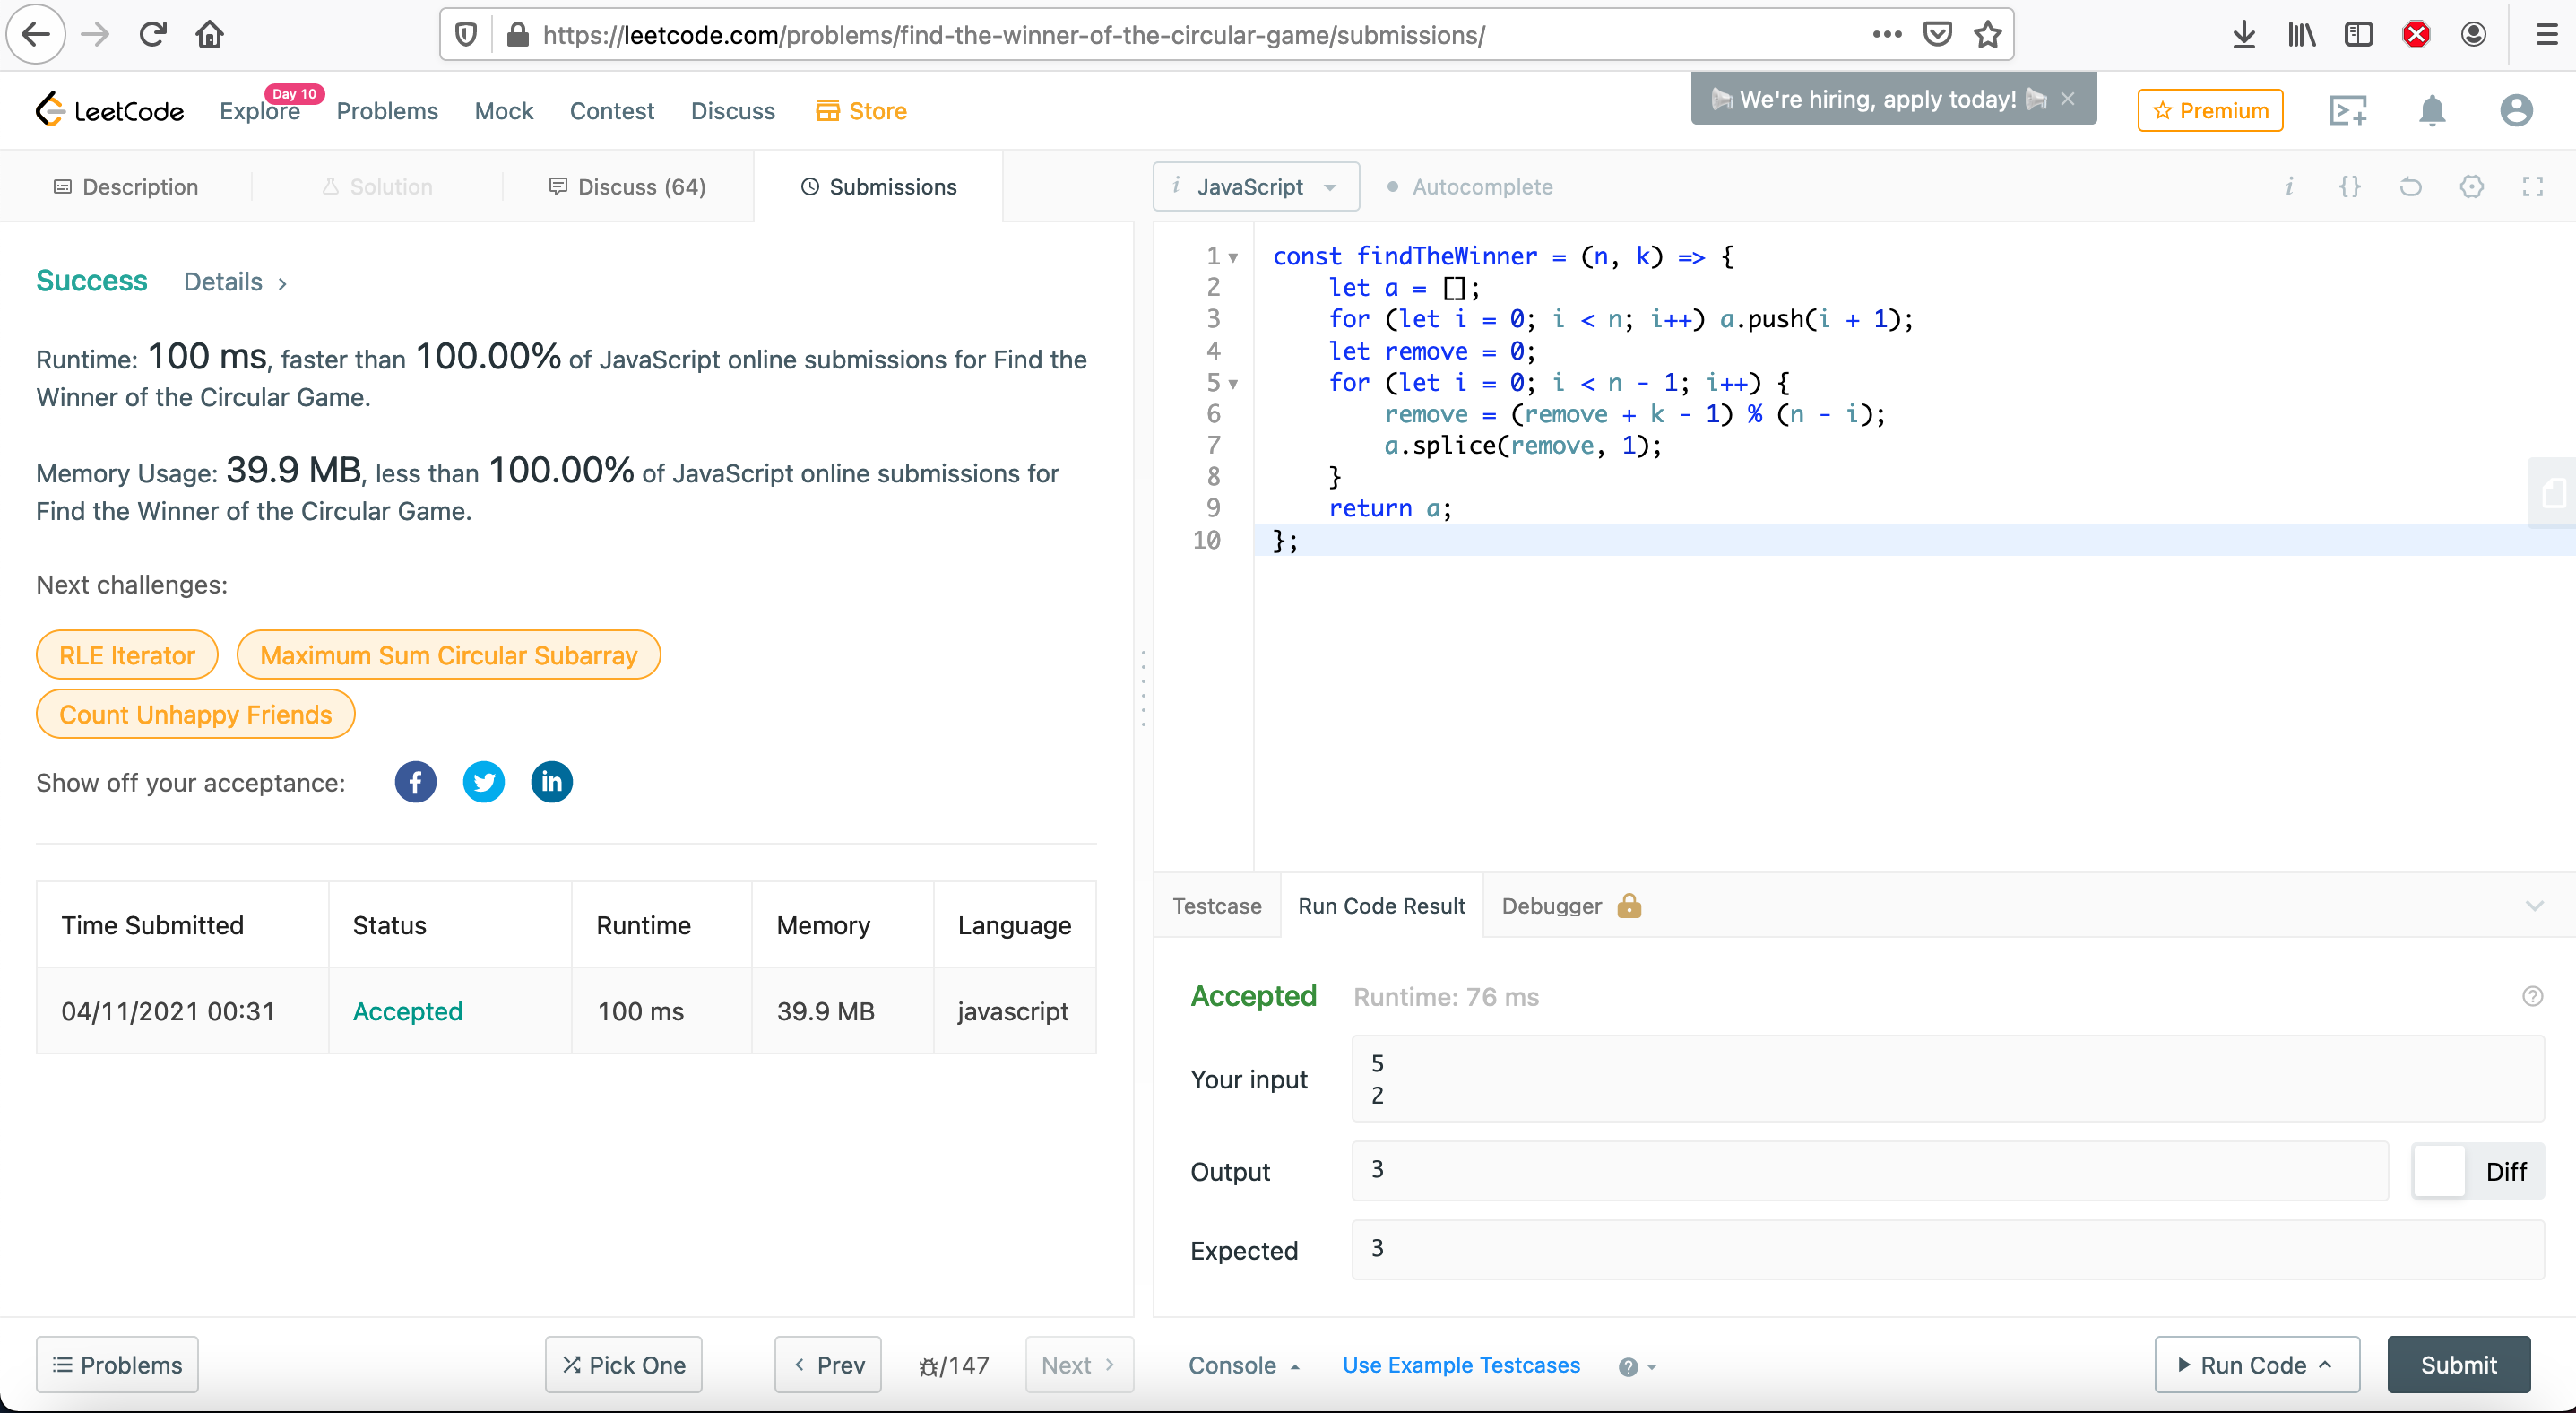 https://leetcode.com/problems/find-the-winner-of-the-circular-game/submissions/
LeetCode
Explore
Day 10
Problems
Mock
Contest
Discuss
Store
We're hiring, apply today!
Premium
Description
Solution
Discuss (64)
Submissions
i JavaScript
Autocomplete
Success
Details
Runtime: 100 ms, faster than 100.00% of JavaScript online submissions for Find the
Winner of the Circular Game.
Memory Usage: 39.9 MB, less than 100.00% of JavaScript online submissions for
Find the Winner of the Circular Game.
Next challenges:
RLE Iterator
Maximum Sum Circular Subarray
Count Unhappy Friends
Show off your acceptance:
Time Submitted Status Runtime Memory Language
04/11/2021 00:31 Accepted 100 ms 39.9 MB javascript
1 const findTheWinner = (n, k) => {
2 let a = [];
3 for (let i = 0; i < n; i++) a.push(i + 1);
4 let remove = 0;
5 for (let i = 0; i < n - 1; i++) {
6 remove = (remove + k - 1) % (n - i);
7 a.splice(remove, 1);
8 }
9 return a;
10 };
Testcase
Run Code Result
Debugger
Accepted
Runtime: 76 ms
Your input
5
2
Output
3
Diff
Expected
3
Problems
Pick One
Prev
/147
Next
Console
Use Example Testcases
Run Code
Submit